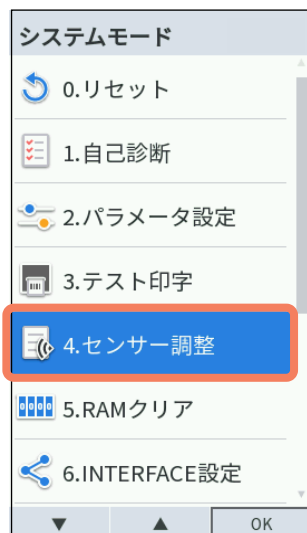 システムモード
0.リセット
1.自己診断
2.パラメータ設定
3.テスト印字
4.センサー調整
5.RAMクリア
6.INTERFACE設定
▼ ▲ OK